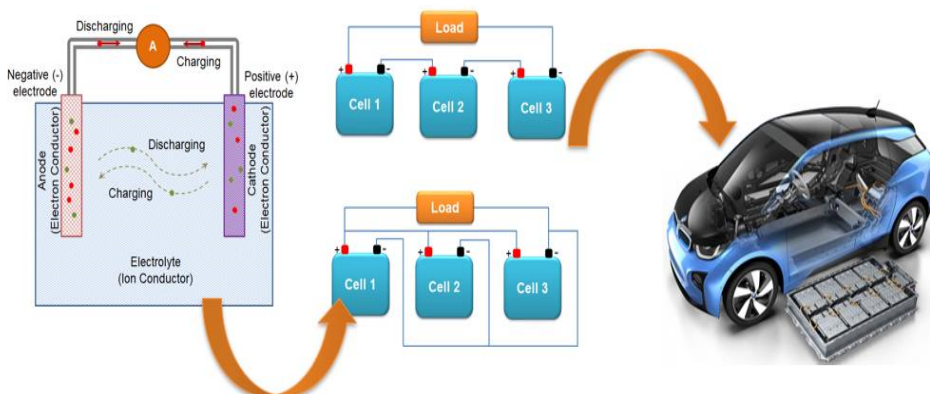 Discharging
A
Charging
Negative (-)
electrode
Positive (+)
electrode
Anode
(Electron Conductor)
Discharging
Charging
Cathode
(Electron Conductor)
Electrolyte
(Ion Conductor)
Load
+
-
+
-
+
-
Cell 1
Cell 2
Cell 3
Load
+
-
+
-
+
-
Cell 1
Cell 2
Cell 3